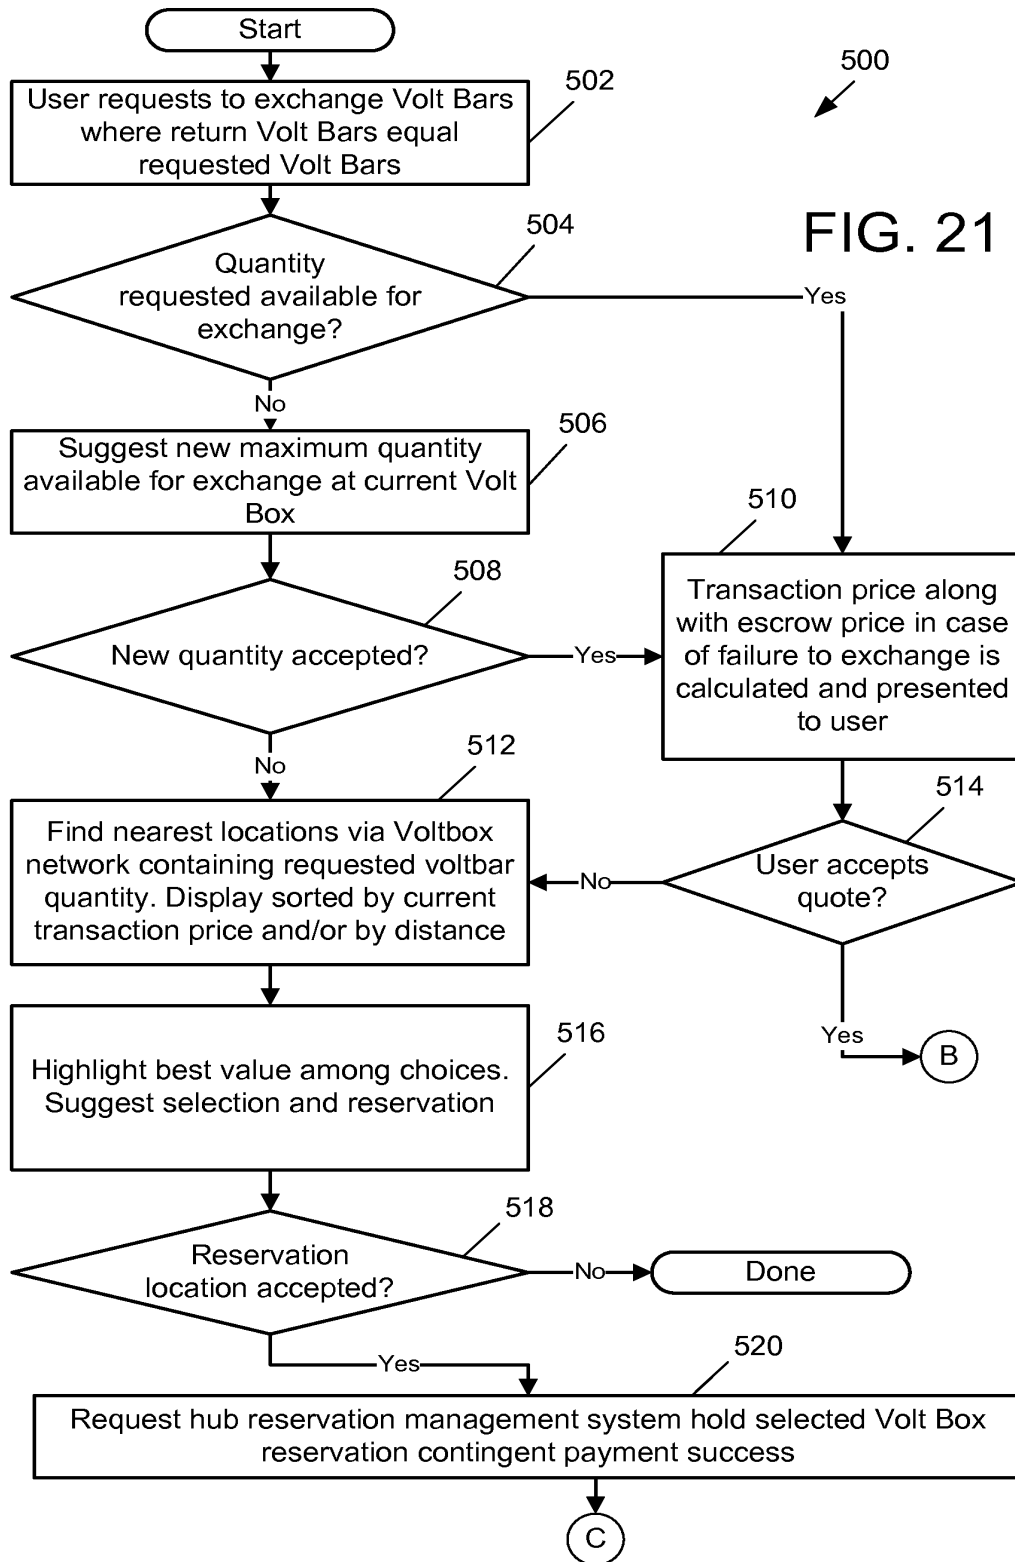 Start
500
502
User requests to exchange Volt Bars
where return Volt Bars equal
requested Volt Bars
FIG. 21
504
Quantity
requested available for
exchange?
Yes
No
506
Suggest new maximum quantity
available for exchange at current Volt
Box
510
Transaction price along
with escrow price in case
of failure to exchange is
calculated and presented
to user
508
New quantity accepted?
Yes
No
512
Find nearest locations via Voltbox
network containing requested voltbar
quantity. Display sorted by current
transaction price and/or by distance
514
User accepts
quote?
No
Yes
B
516
Highlight best value among choices.
Suggest selection and reservation
518
Reservation
location accepted?
No
Done
Yes
520
Request hub reservation management system hold selected Volt Box
reservation contingent payment success
C